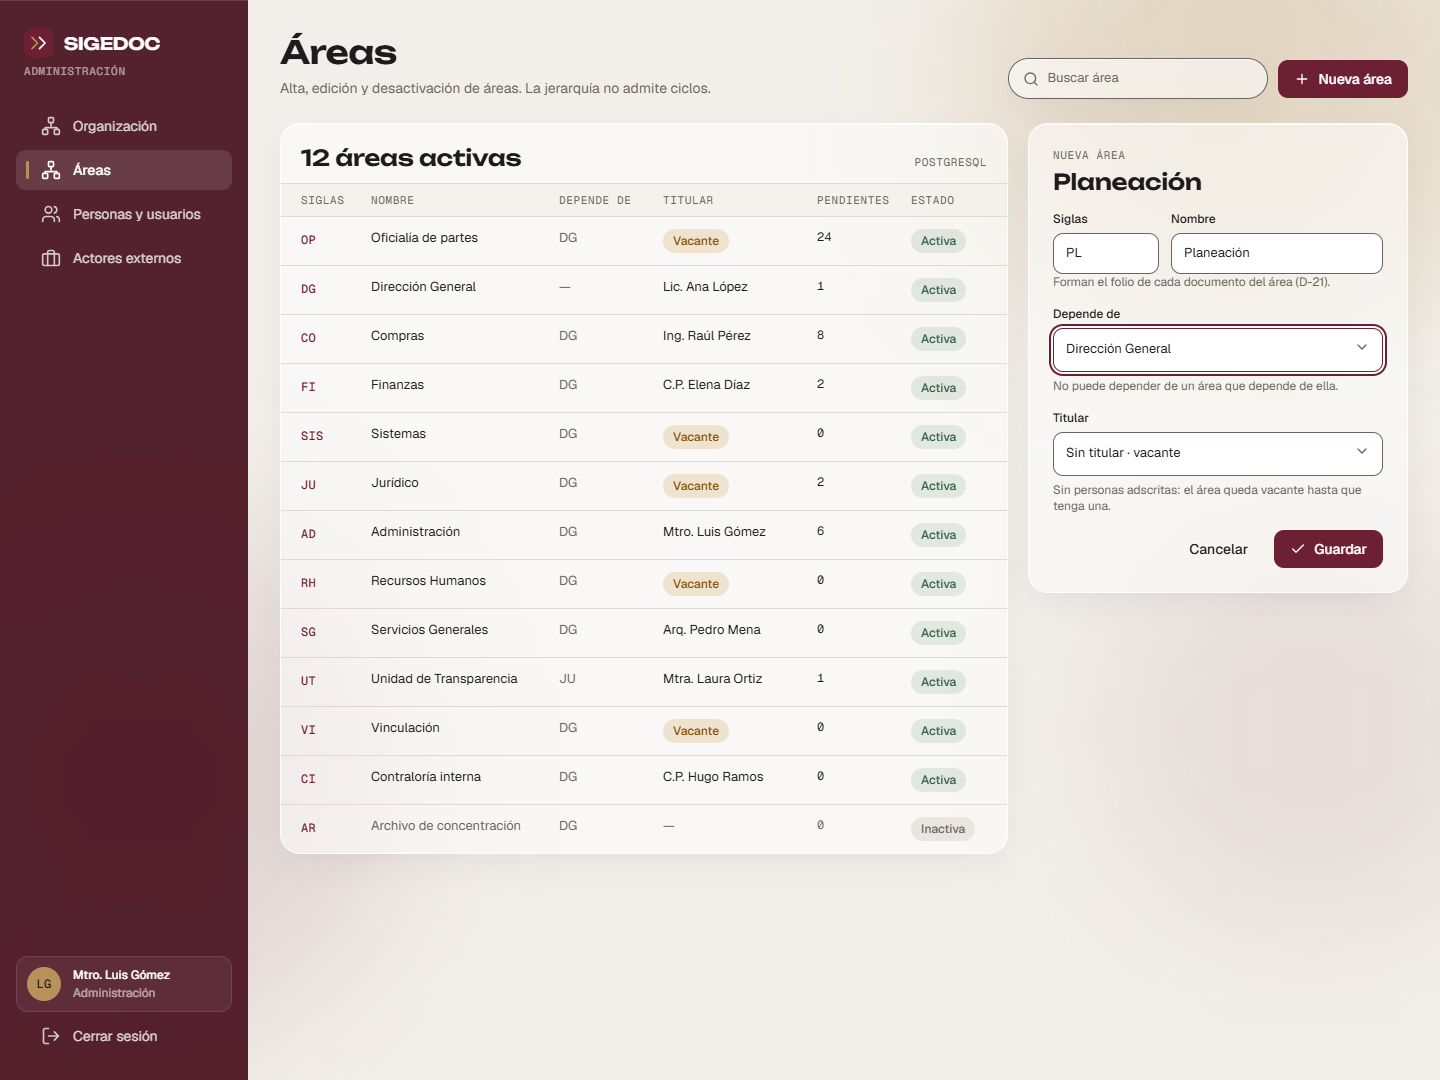 SIGEDOC
ADMINISTRACIÓN
Organización
Áreas
Personas y usuarios
Actores externos
LG
Mtro. Luis Gómez
Administración
Cerrar sesión
Áreas
Alta, edición y desactivación de áreas. La jerarquía no admite ciclos.
Buscar área
Nueva área
12 áreas activas
POSTGRESQL
SIGLAS NOMBRE DEPENDE DE TITULAR PENDIENTES ESTADO
OP Oficialía de partes DG Vacante 24 Activa
DG Dirección General — Lic. Ana López 1 Activa
CO Compras DG Ing. Raúl Pérez 8 Activa
FI Finanzas DG C.P. Elena Díaz 2 Activa
SIS Sistemas DG Vacante 0 Activa
JU Jurídico DG Vacante 2 Activa
AD Administración DG Mtro. Luis Gómez 6 Activa
RH Recursos Humanos DG Vacante 0 Activa
SG Servicios Generales DG Arq. Pedro Mena 0 Activa
UT Unidad de Transparencia JU Mtra. Laura Ortiz 1 Activa
VI Vinculación DG Vacante 0 Activa
CI Contraloría interna DG C.P. Hugo Ramos 0 Activa
AR Archivo de concentración DG — 0 Inactiva
NUEVA ÁREA
Planeación
Siglas Nombre
PL Planeación
Forman el folio de cada documento del área (D-21).
Depende de
Dirección General
No puede depender de un área que depende de ella.
Titular
Sin titular · vacante
Sin personas adscritas: el área queda vacante hasta que
tenga una.
Cancelar Guardar